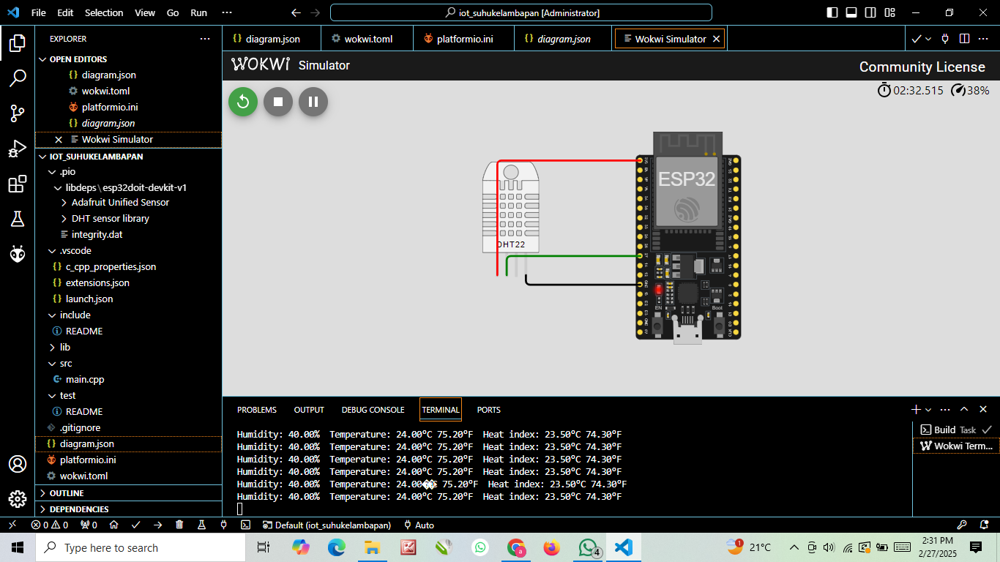 File Edit Selection View Go Run ···
iot_suhukelambapan [Administrator]
EXPLORER
OPEN EDITORS
diagram.json
wokwi.toml
platformio.ini
diagram.json
Wokwi Simulator
IOT_SUHUKELAMBAPAN
.pio
libdeps\esp32doit-devkit-v1
Adafruit Unified Sensor
DHT sensor library
integrity.dat
.vscode
c_cpp_properties.json
extensions.json
launch.json
include
README
lib
src
main.cpp
test
README
.gitignore
diagram.json
platformio.ini
wokwi.toml
OUTLINE
DEPENDENCIES
diagram.json wokwi.toml platformio.ini diagram.json Wokwi Simulator
WOKWI Simulator
Community License
02:32.515 38%
DHT22
ESP32
EN Boot
PROBLEMS OUTPUT DEBUG CONSOLE TERMINAL PORTS
Humidity: 40.00% Temperature: 24.00°C 75.20°F Heat index: 23.50°C 74.30°F
Humidity: 40.00% Temperature: 24.00°C 75.20°F Heat index: 23.50°C 74.30°F
Humidity: 40.00% Temperature: 24.00°C 75.20°F Heat index: 23.50°C 74.30°F
Humidity: 40.00% Temperature: 24.00°C 75.20°F Heat index: 23.50°C 74.30°F
Humidity: 40.00% Temperature: 24.00��C 75.20°F Heat index: 23.50°C 74.30°F
Humidity: 40.00% Temperature: 24.00°C 75.20°F Heat index: 23.50°C 74.30°F
Build Task
Wokwi Term...
0 0 0 Default (iot_suhukelambapan) Auto
Type here to search
4
1
21°C
2:31 PM
2/27/2025